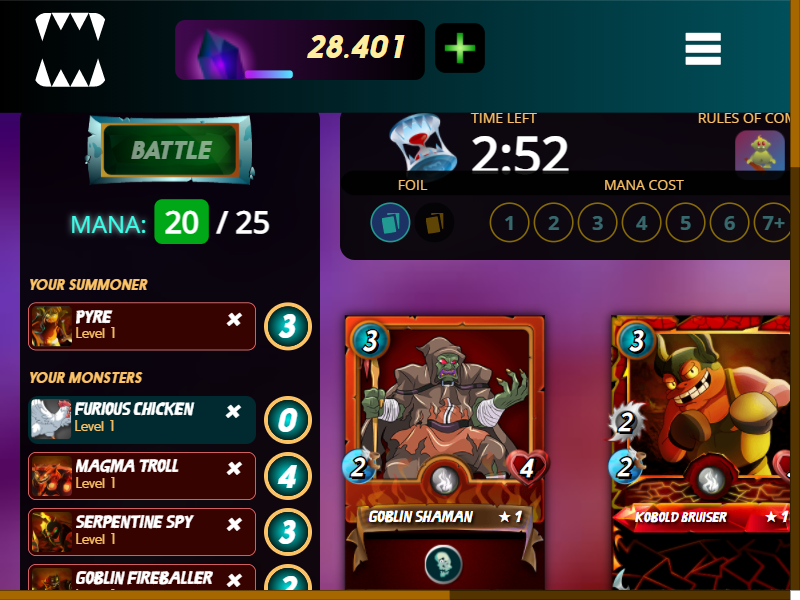 28.401
BATTLE
MANA: 20 / 25
YOUR SUMMONER
PYRE
Level 1
3
YOUR MONSTERS
FURIOUS CHICKEN
Level 1
0
MAGMA TROLL
Level 1
4
SERPENTINE SPY
Level 1
3
GOBLIN FIREBALLER
2
TIME LEFT
2:52
RULES OF COM
FOIL
MANA COST
1 2 3 4 5 6 7+
3
2
4
GOBLIN SHAMAN ★ 1
3
2
2
KOBOLD BRUISER ★ 1